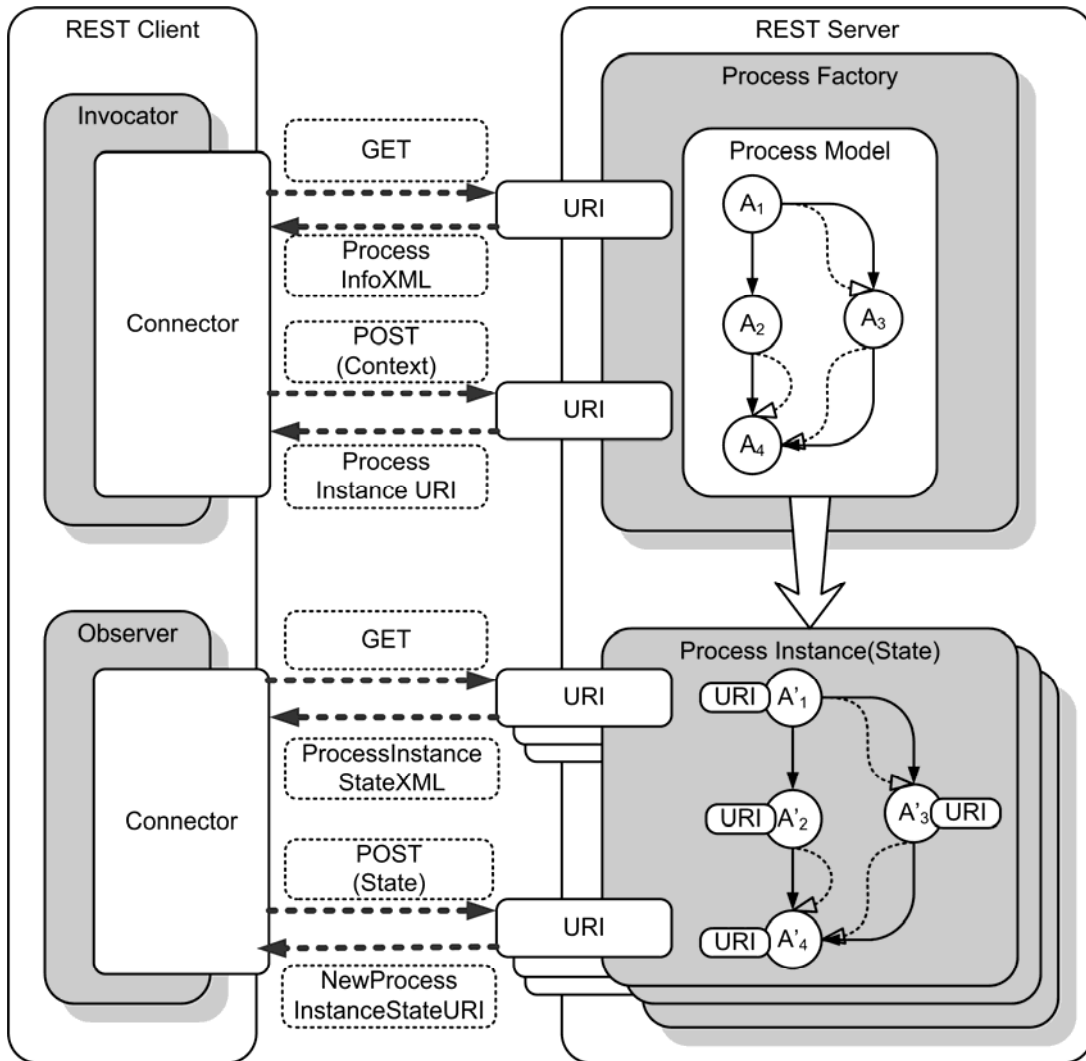 REST Client
REST Server
Process Factory
Invocator
GET
Process Model
URI
A1
Process
InfoXML
Connector
A2
A3
POST
(Context)
URI
A4
Process
Instance URI
Observer
GET
Process Instance(State)
URI
URI
A'1
ProcessInstance
StateXML
Connector
URI
A'2
A'3
URI
POST
(State)
URI
URI
A'4
NewProcess
InstanceStateURI